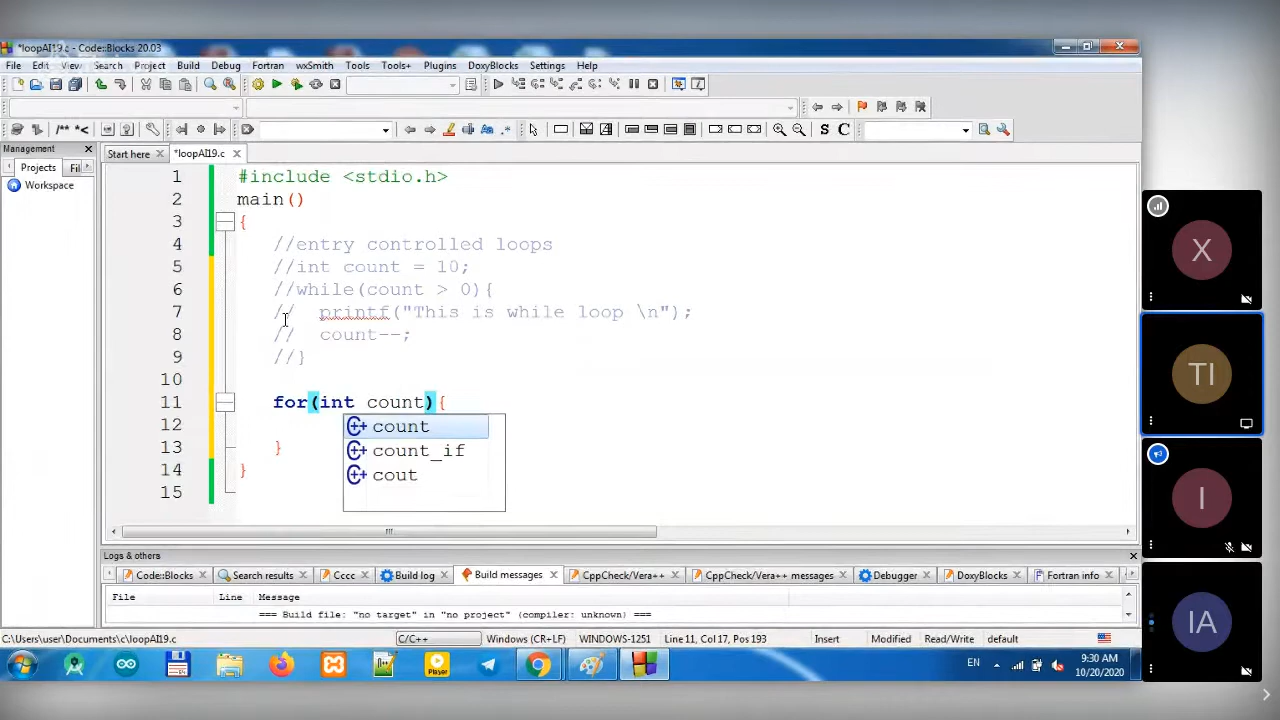 *loopAI19.c - Code::Blocks 20.03
File Edit View Search Project Build Debug Fortran wxSmith Tools Tools+ Plugins DoxyBlocks Settings Help
/** *<
S C
Management
Projects Fil
Workspace
Start here *loopAI19.c
1 #include <stdio.h>
2 main()
3 {
4 //entry controlled loops
5 //int count = 10;
6 //while(count > 0){
7 // printf("This is while loop \n");
8 // count--;
9 //}
10
11 for(int count){
12
13 }
14 }
15
count
count_if
cout
Logs & others
Code::Blocks Search results Cccc Build log Build messages CppCheck/Vera++ CppCheck/Vera++ messages Debugger DoxyBlocks Fortran info
File Line Message
=== Build file: "no target" in "no project" (compiler: unknown) ===
C:\Users\user\Documents\c\loopAI19.c C/C++ Windows (CR+LF) WINDOWS-1251 Line 11, Col 17, Pos 193 Insert Modified Read/Write default
Player
EN
9:30 AM
10/20/2020
X
TI
I
IA